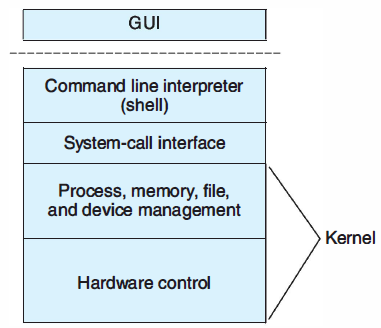 GUI
Command line interpreter
(shell)
System-call interface
Process, memory, file,
and device management
Kernel
Hardware control